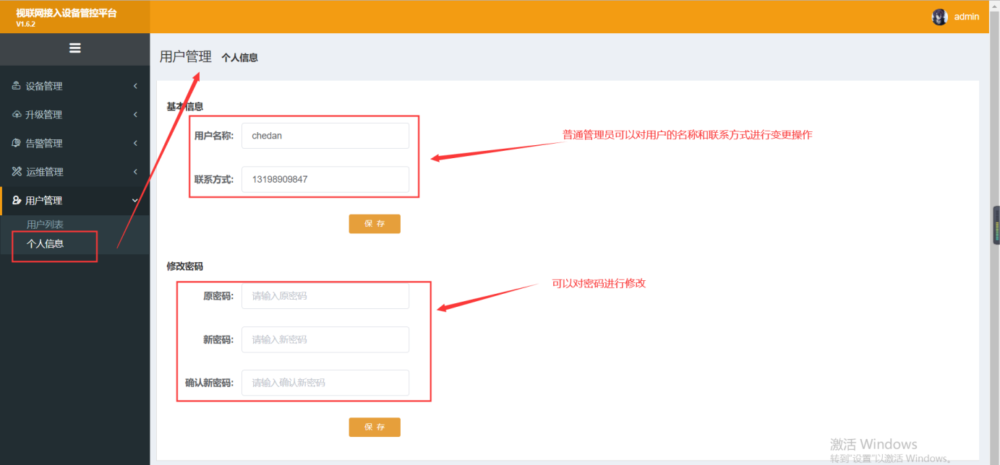 视联网接入设备管控平台
V1.6.2
admin
用户管理 个人信息
设备管理
升级管理
告警管理
运维管理
用户管理
用户列表
个人信息
基本信息
用户名称: chedan
普通管理员可以对用户的名称和联系方式进行变更操作
联系方式: 13198909847
保 存
修改密码
可以对密码进行修改
原密码: 请输入原密码
新密码: 请输入新密码
确认新密码: 请输入确认新密码
保 存
激活 Windows
转到"设置"以激活 Windows。